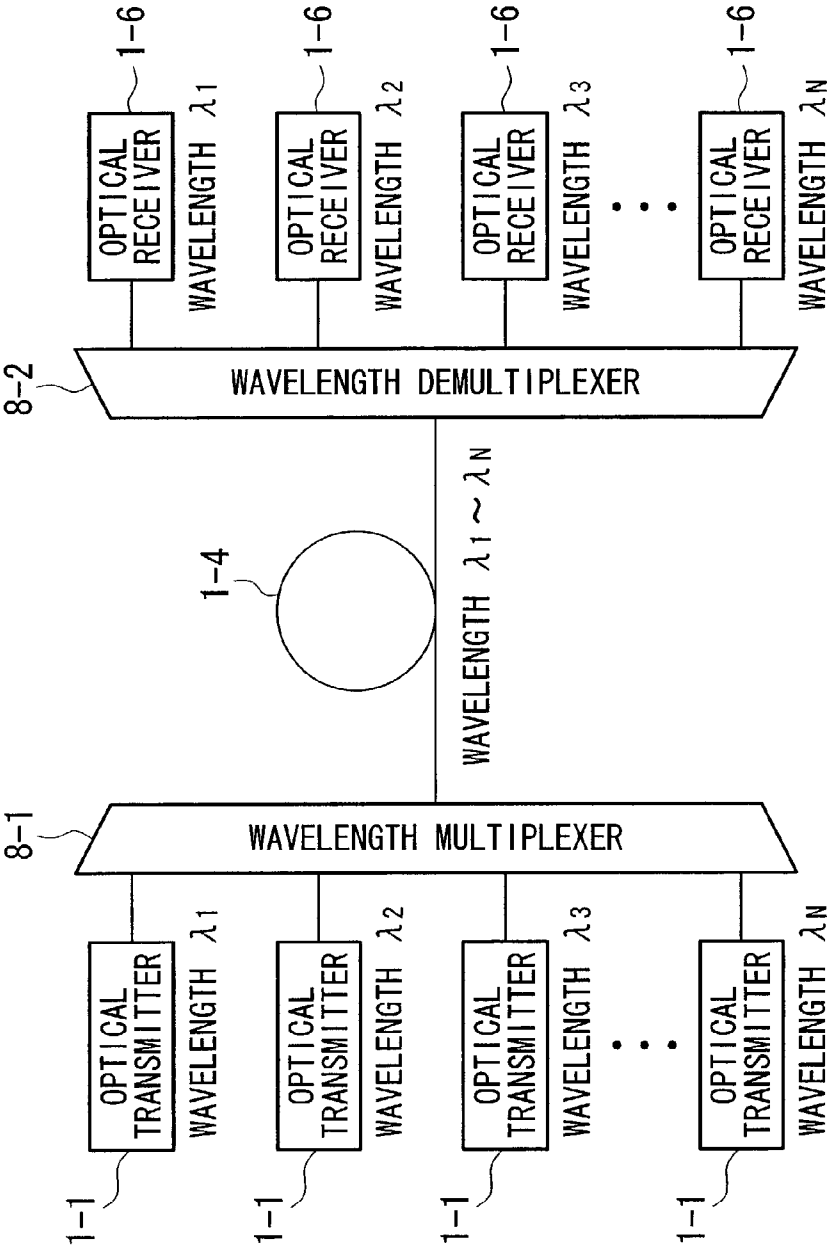 1-1
OPTICAL
TRANSMITTER
WAVELENGTH λ1
1-1
OPTICAL
TRANSMITTER
WAVELENGTH λ2
1-1
OPTICAL
TRANSMITTER
WAVELENGTH λ3
1-1
OPTICAL
TRANSMITTER
WAVELENGTH λN
8-1
WAVELENGTH MULTIPLEXER
1-4
WAVELENGTH λ1~λN
8-2
WAVELENGTH DEMULTIPLEXER
1-6
OPTICAL
RECEIVER
WAVELENGTH λ1
1-6
OPTICAL
RECEIVER
WAVELENGTH λ2
1-6
OPTICAL
RECEIVER
WAVELENGTH λ3
1-6
OPTICAL
RECEIVER
WAVELENGTH λN